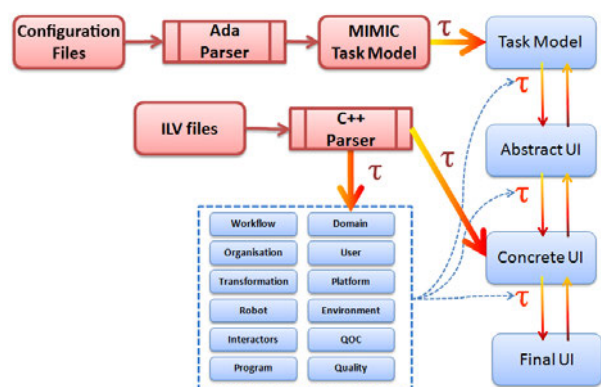 Configuration
Files
Ada
Parser
MIMIC
Task Model
τ
Task Model
τ
ILV files
C++
Parser
τ
τ
Abstract UI
τ
Workflow
Domain
Organisation
User
Transformation
Platform
Robot
Environment
Interactors
QOC
Program
Quality
Concrete UI
τ
Final UI